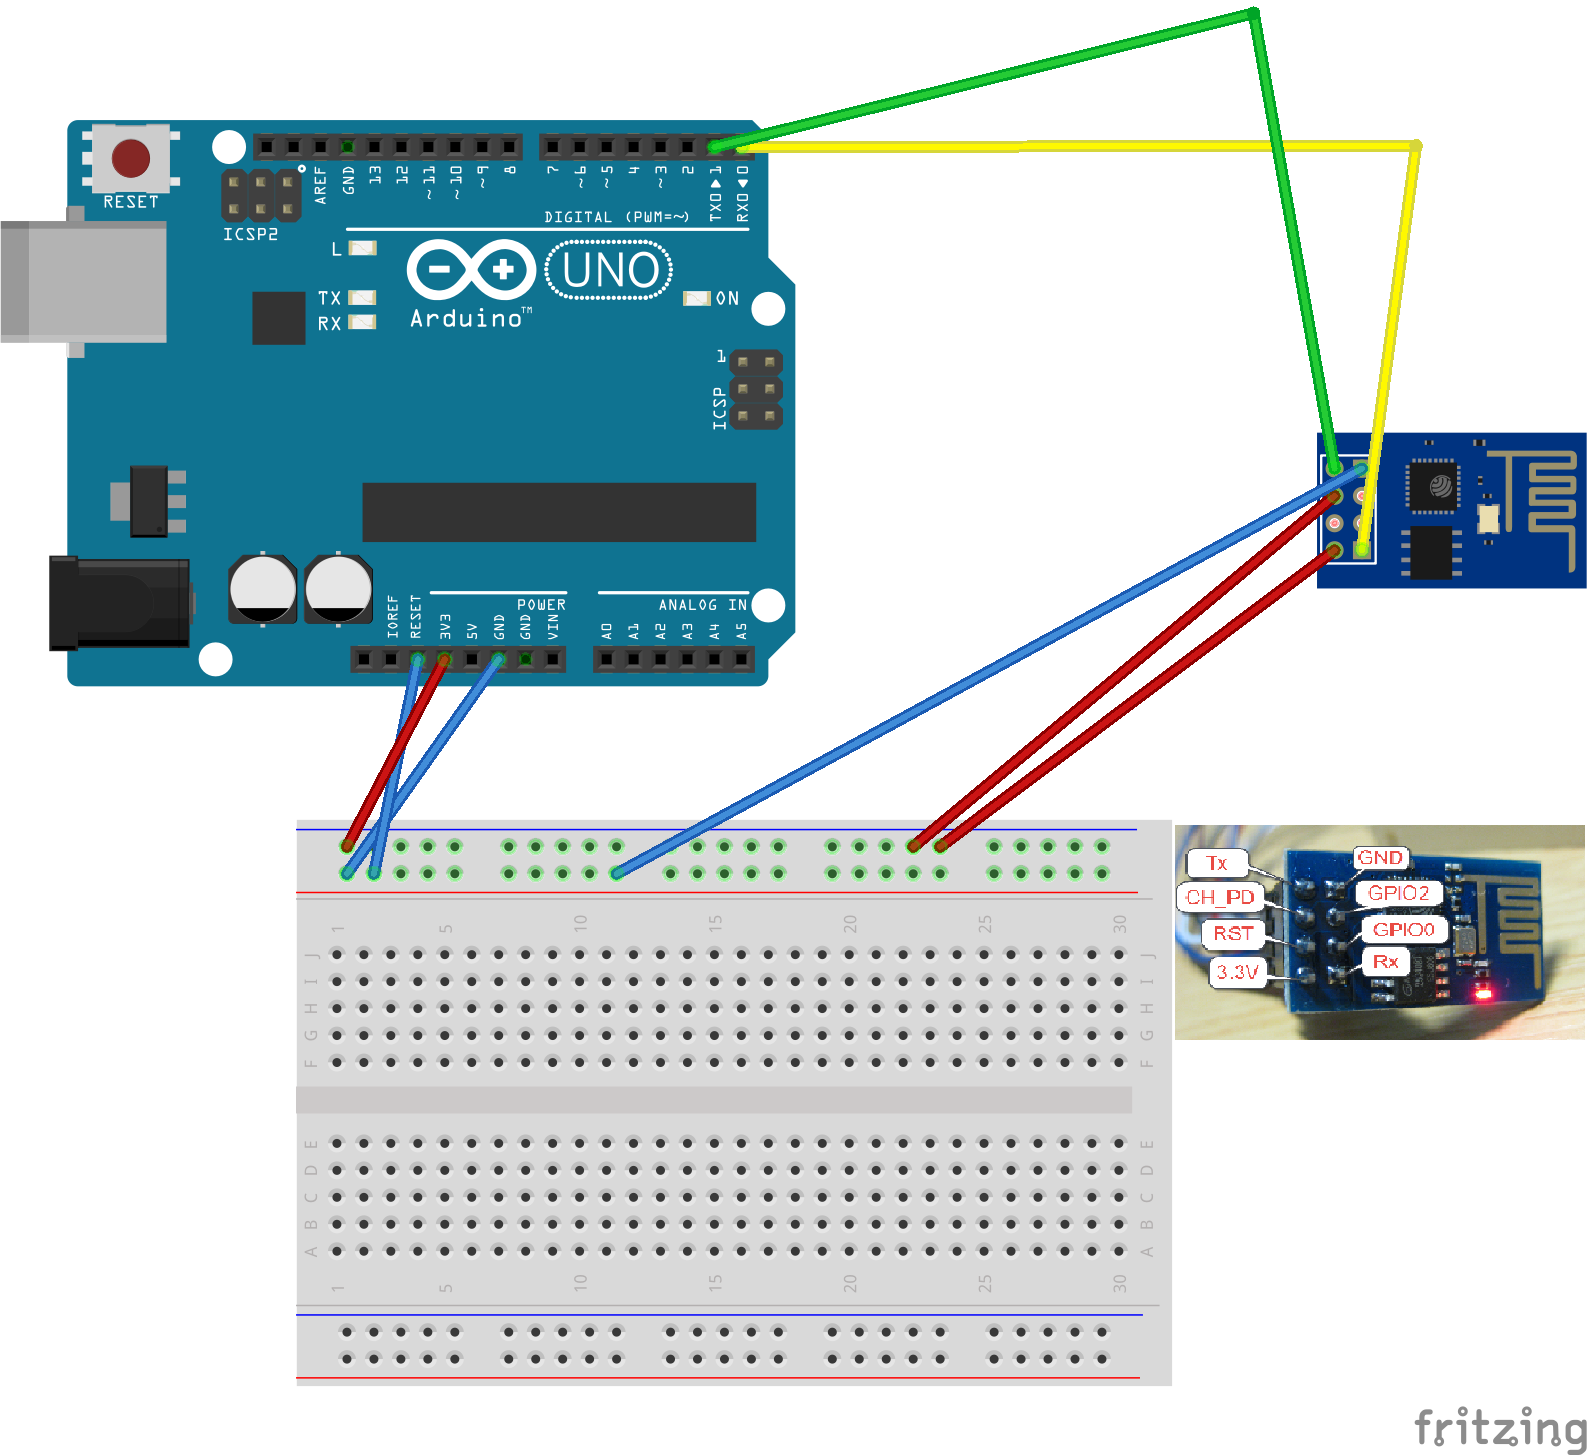 RESET
ICSP2
AREF
GND
13
12
~11
~10
~9
8
7
~6
~5
4
~3
2
TX0▶1
RX0◀0
DIGITAL (PWM=~)
L
TX
RX
UNO
Arduino™
ON
1
ICSP
IOREF
RESET
3V3
5V
GND
GND
VIN
POWER
ANALOG IN
A0
A1
A2
A3
A4
A5
1
5
10
15
20
25
30
J
I
H
G
F
J
I
H
G
F
E
D
C
B
A
E
D
C
B
A
1
5
10
15
20
25
30
Tx
GND
CH_PD
GPIO2
RST
GPIO0
3.3V
Rx
fritzing